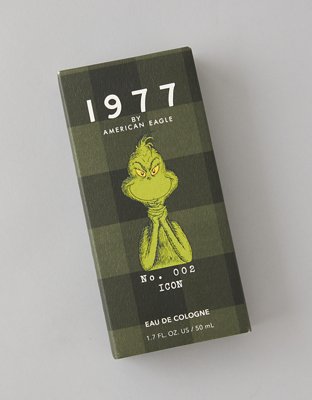 1977
BY
AMERICAN EAGLE
No. 002
ICON
EAU DE COLOGNE
1.7 FL. OZ. US / 50 mL